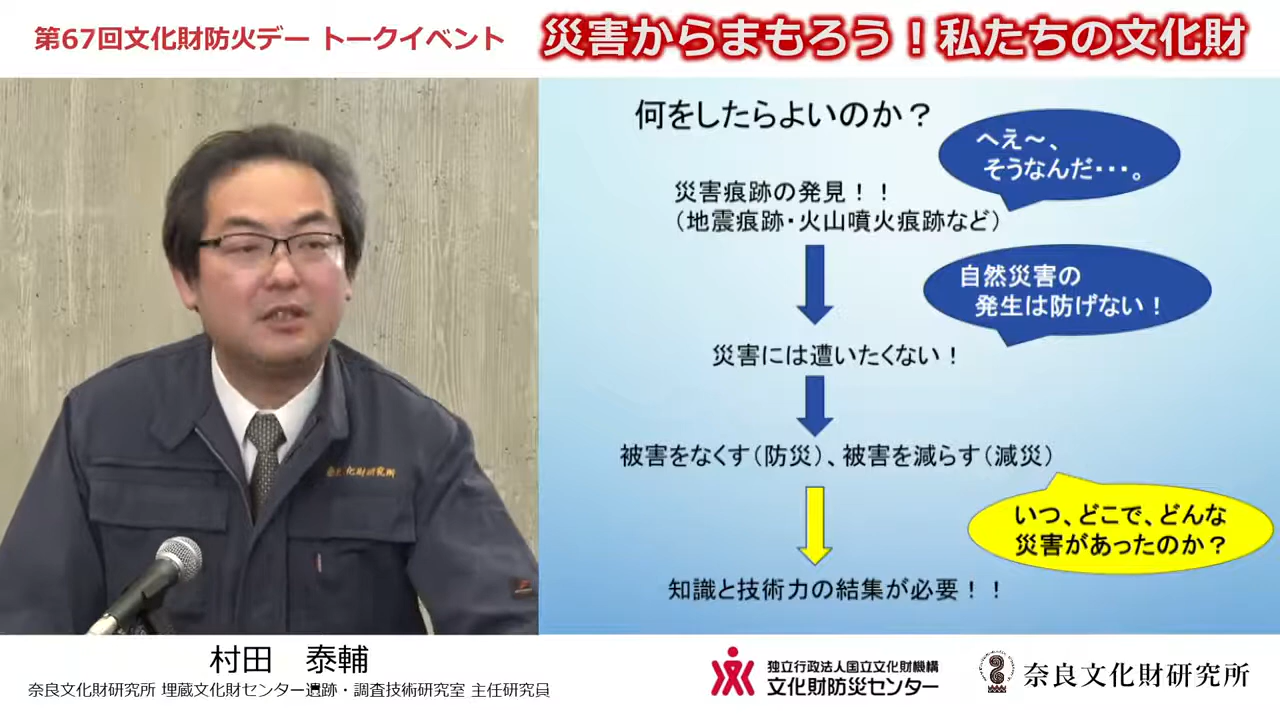 第67回文化財防火デー トークイベント
災害からまもろう！私たちの文化財
何をしたらよいのか？
へえ～、
そうなんだ・・・。
災害痕跡の発見！！
（地震痕跡・火山噴火痕跡など）
自然災害の
発生は防げない！
災害には遭いたくない！
被害をなくす（防災）、被害を減らす（減災）
いつ、どこで、どんな
災害があったのか？
知識と技術力の結集が必要！！
奈良文化財研究所
村田　泰輔
奈良文化財研究所 埋蔵文化財センター遺跡・調査技術研究室 主任研究員
独立行政法人国立文化財機構
文化財防災センター
奈良文化財研究所